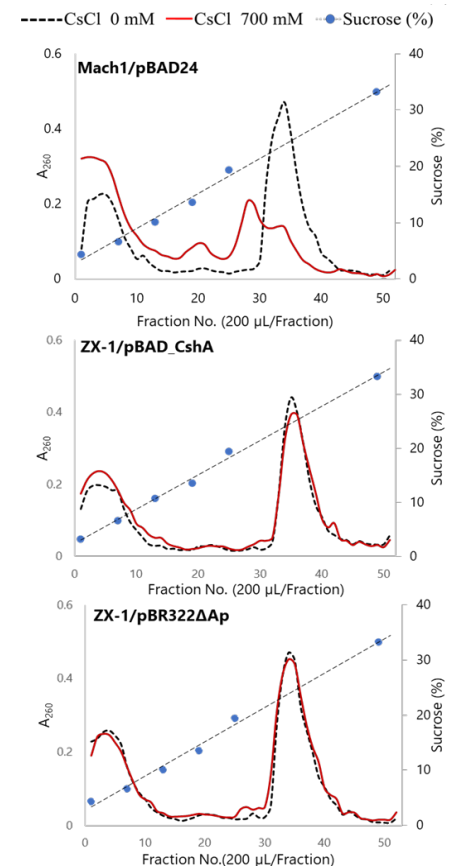 CsCl 0 mM CsCl 700 mM Sucrose (%)
Mach1/pBAD24
0.6
0.4
0.2
0
A260
40
30
20
10
0
Sucrose (%)
0 10 20 30 40 50
Fraction No. (200 µL/Fraction)
ZX-1/pBAD_CshA
0.6
0.4
0.2
0
A260
40
30
20
10
0
Sucrose (%)
0 10 20 30 40 50
Fraction No. (200 µL/Fraction)
ZX-1/pBR322ΔAp
0.6
0.4
0.2
0
A260
40
30
20
10
0
Sucrose (%)
0 10 20 30 40 50
Fraction No.(200 µL/Fraction)